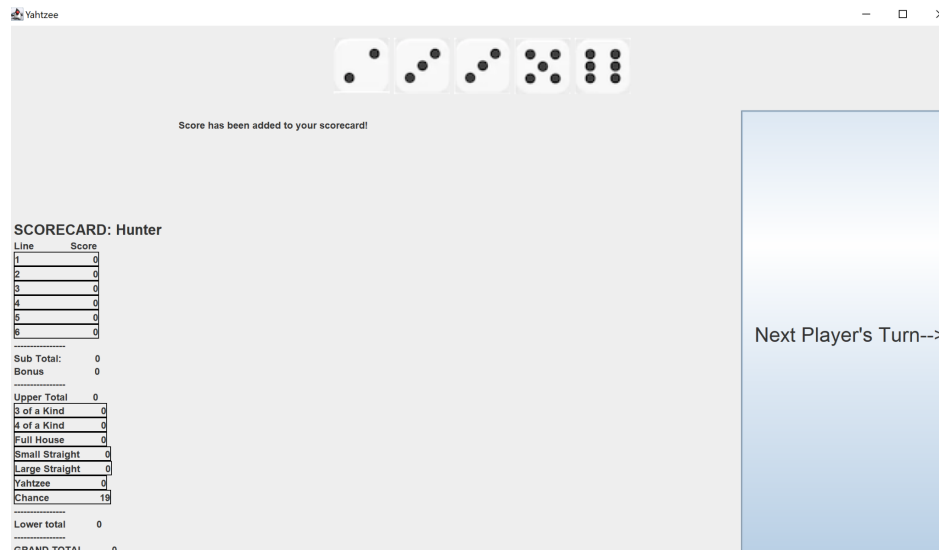 Yahtzee
Score has been added to your scorecard!
SCORECARD: Hunter
Line Score
1 0
2 0
3 0
4 0
5 0
6 0
----------------
Sub Total: 0
Bonus 0
----------------
Upper Total 0
3 of a Kind 0
4 of a Kind 0
Full House 0
Small Straight 0
Large Straight 0
Yahtzee 0
Chance 19
----------------
Lower total 0
----------------
GRAND TOTAL 0
Next Player's Turn-->